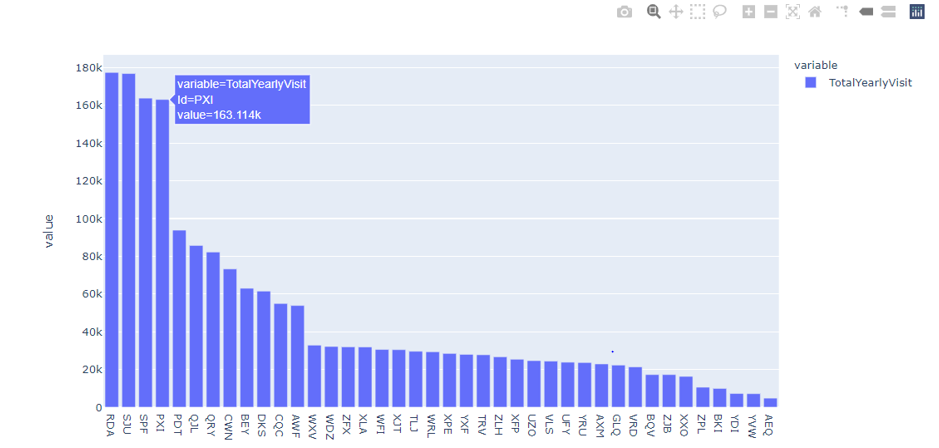 variable
TotalYearlyVisit
180k
160k
140k
120k
100k
80k
60k
40k
20k
0
value
variable=TotalYearlyVisit
Id=PXI
value=163.114k
RDA
SJU
SPF
PXI
PDT
QJL
QRY
CWN
BEY
DKS
CQC
AWF
WXV
WDZ
ZFX
XLA
WFI
XJT
TLJ
WRL
XPE
YXF
TRV
ZLH
XFP
UZO
VLS
UFY
YRU
AXM
GLQ
VRD
BQV
ZJB
XXO
ZPL
BKI
YDI
YVW
AEO